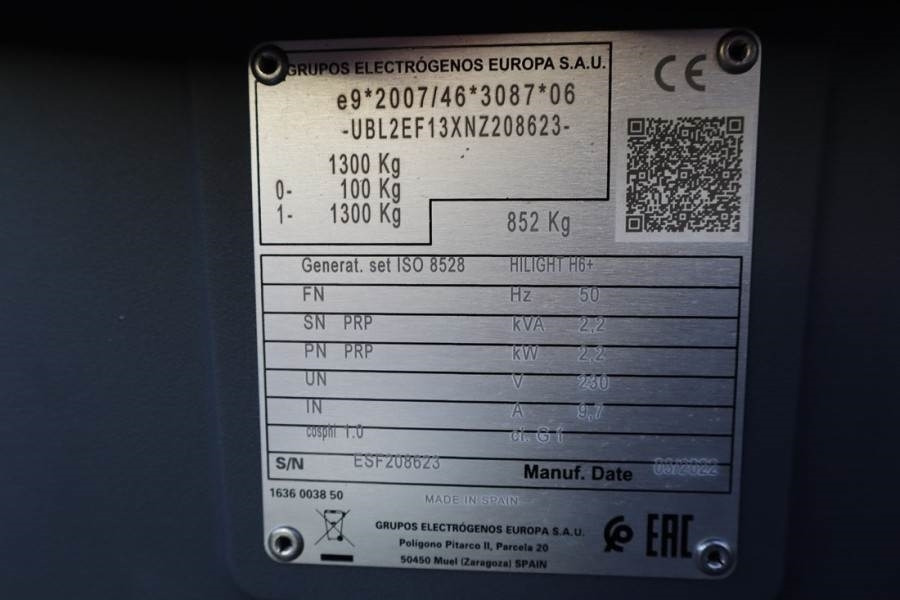 GRUPOS ELECTRÓGENOS EUROPA S.A.U.
CE
e9*2007/46*3087*06
-UBL2EF13XNZ208623-
1300 Kg
0- 100 Kg
1- 1300 Kg
852 Kg
Generat. set ISO 8528 HILIGHT H6+
FN Hz 50
SN PRP kVA 2,2
PN PRP kW 2,2
UN V 230
IN A 9,7
cosphi 1.0 cl. G 1
S/N ESF208623 Manuf. Date 03/2022
1636 0038 50
MADE IN SPAIN
GRUPOS ELECTRÓGENOS EUROPA S.A.U.
Polígono Pitarco II, Parcela 20
50450 Muel (Zaragoza) SPAIN
EAC